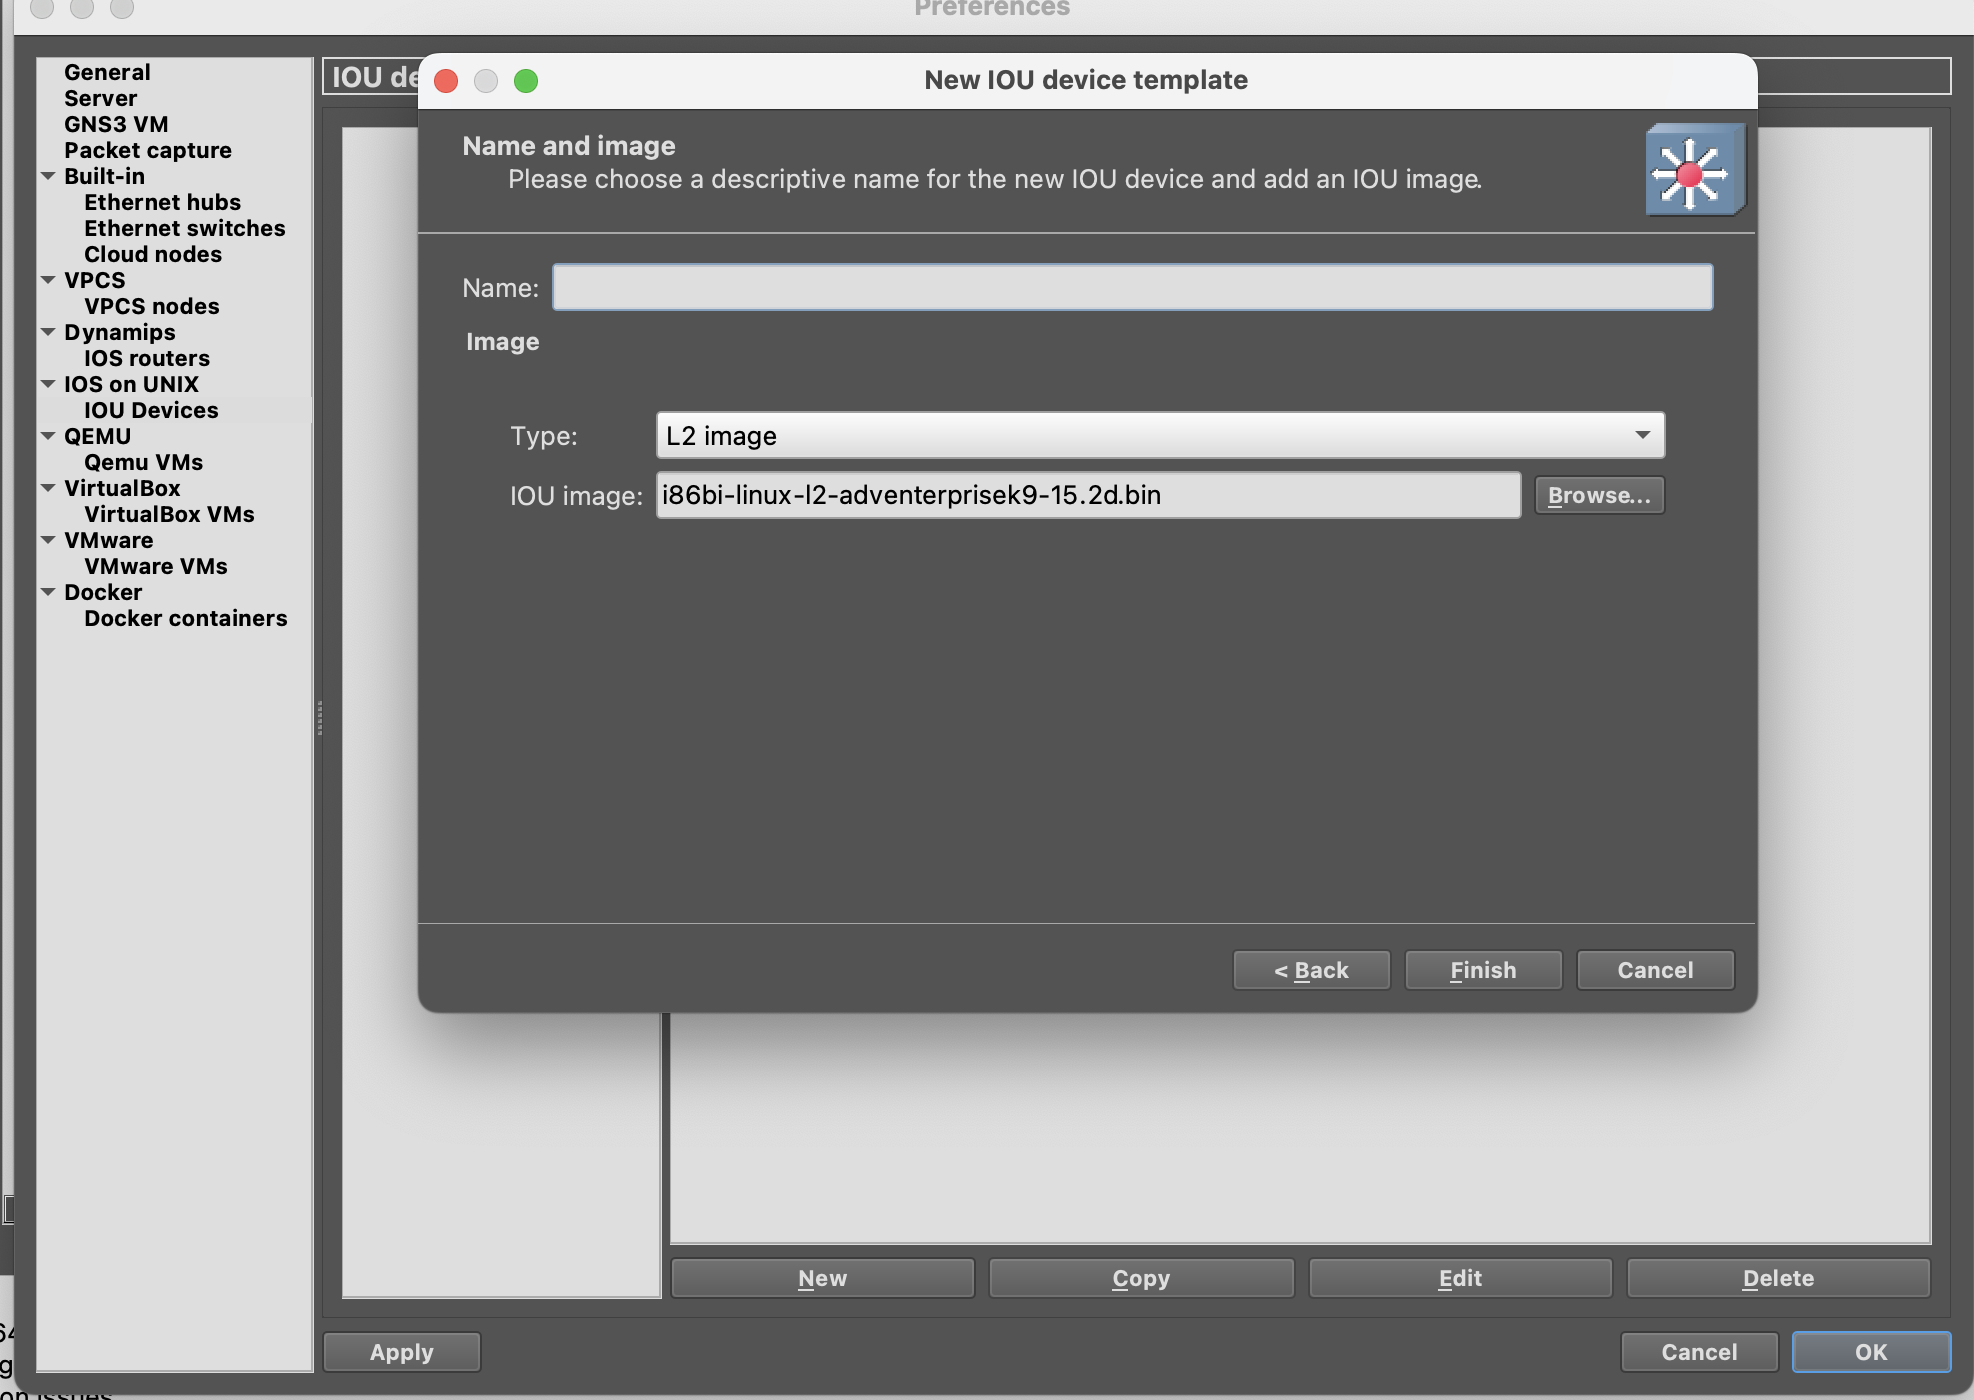 Preferences
General
Server
GNS3 VM
Packet capture
Built-in
Ethernet hubs
Ethernet switches
Cloud nodes
VPCS
VPCS nodes
Dynamips
IOS routers
IOS on UNIX
IOU Devices
QEMU
Qemu VMs
VirtualBox
VirtualBox VMs
VMware
VMware VMs
Docker
Docker containers
IOU de
New IOU device template
Name and image
Please choose a descriptive name for the new IOU device and add an IOU image.
Name:
Image
Type: L2 image
IOU image: i86bi-linux-l2-adventerprisek9-15.2d.bin Browse...
< Back Finish Cancel
New Copy Edit Delete
Apply Cancel OK